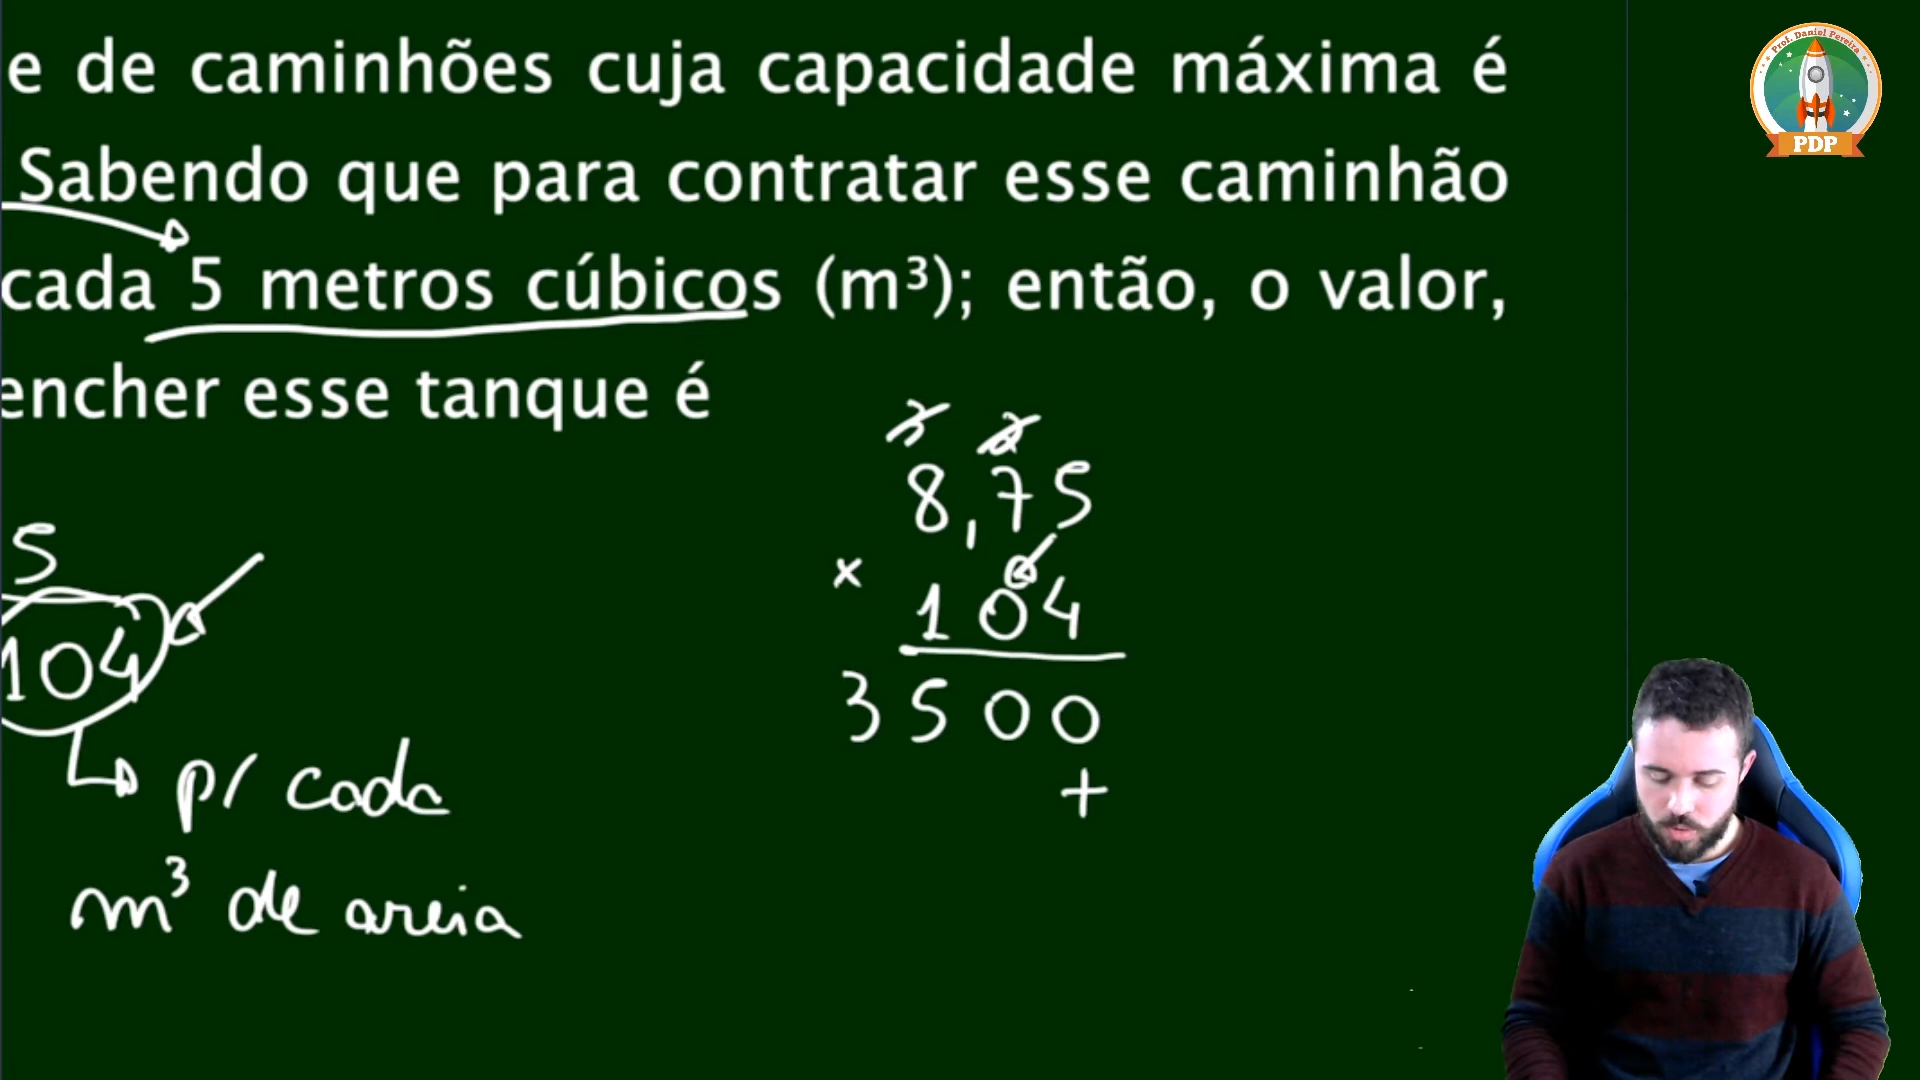 e de caminhões cuja capacidade máxima é
Sabendo que para contratar esse caminhão
cada 5 metros cúbicos (m³); então, o valor,
encher esse tanque é
8,75
x 104
3500
+
5
104
p/ cada
m³ de areia
Prof. Daniel Pereira
PDP